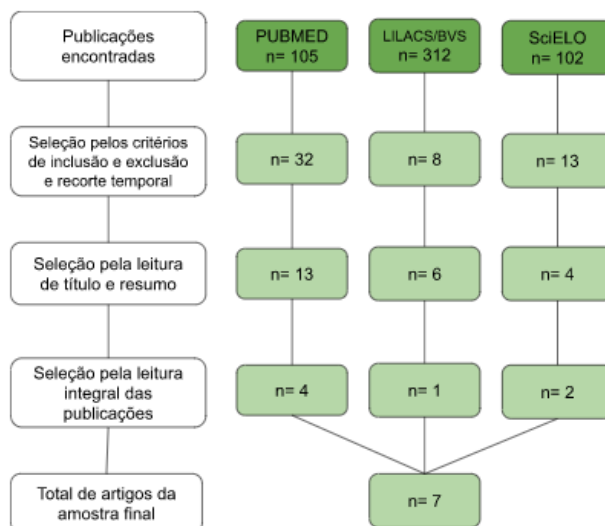 Publicações
encontradas
PUBMED
n= 105
LILACS/BVS
n= 312
SciELO
n= 102
Seleção pelos critérios
de inclusão e exclusão
e recorte temporal
n= 32
n= 8
n= 13
Seleção pela leitura
de título e resumo
n= 13
n= 6
n= 4
Seleção pela leitura
integral das
publicações
n= 4
n= 1
n= 2
Total de artigos da
amostra final
n= 7